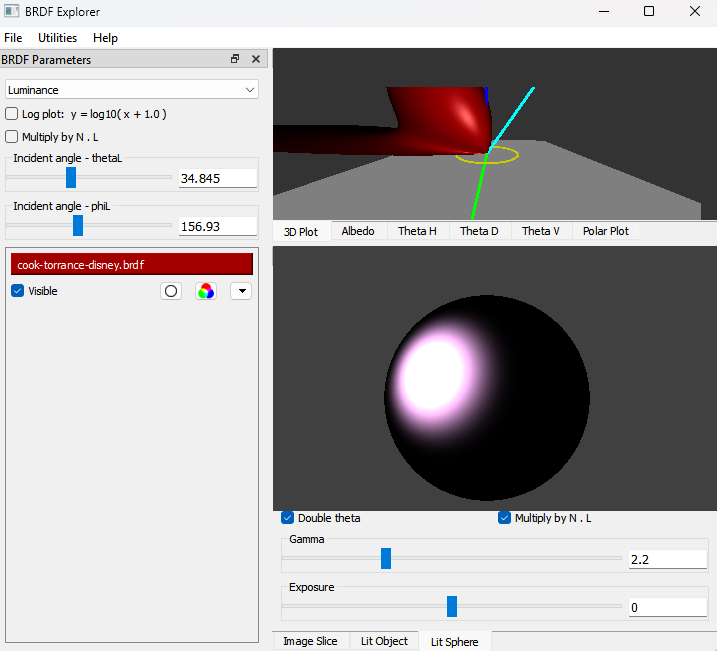 BRDF Explorer
File Utilities Help
BRDF Parameters
Luminance
Log plot: y = log10( x + 1.0 )
Multiply by N . L
Incident angle - thetaL
34.845
Incident angle - phiL
156.93
cook-torrance-disney.brdf
Visible
3D Plot Albedo Theta H Theta D Theta V Polar Plot
Double theta Multiply by N . L
Gamma
2.2
Exposure
0
Image Slice Lit Object Lit Sphere